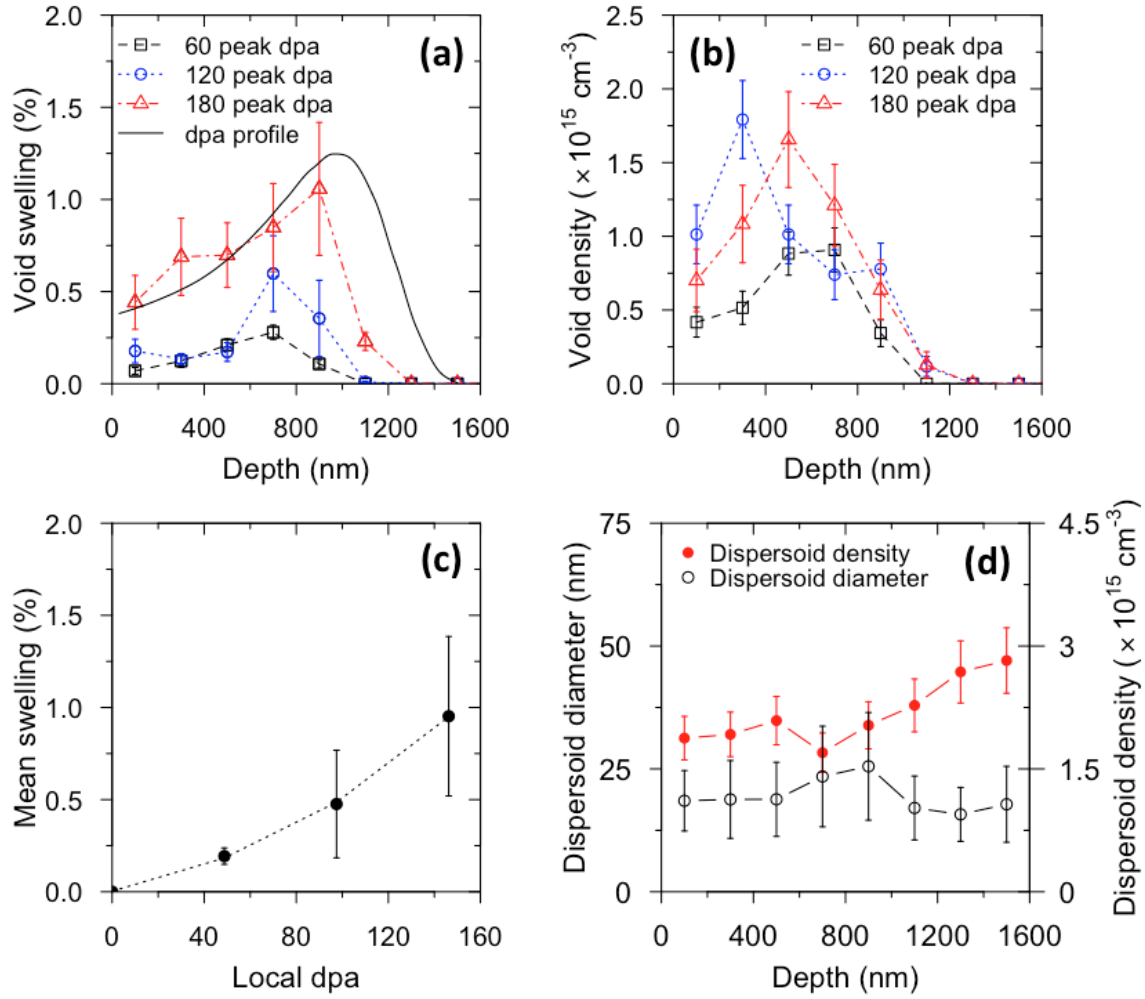 2.0
1.5
1.0
0.5
0.0
Void swelling (%)
60 peak dpa
120 peak dpa
180 peak dpa
dpa profile
(a)
0 400 800 1200 1600
Depth (nm)
2.5
2.0
1.5
1.0
0.5
0.0
Void density ( × 10¹⁵ cm⁻³)
(b)
60 peak dpa
120 peak dpa
180 peak dpa
0 400 800 1200 1600
Depth (nm)
2.0
1.5
1.0
0.5
0.0
Mean swelling (%)
(c)
0 40 80 120 160
Local dpa
75
50
25
0
Dispersoid diameter (nm)
Dispersoid density
Dispersoid diameter
(d)
4.5
3
1.5
0
Dispersoid density ( × 10¹⁵ cm⁻³)
0 400 800 1200 1600
Depth (nm)